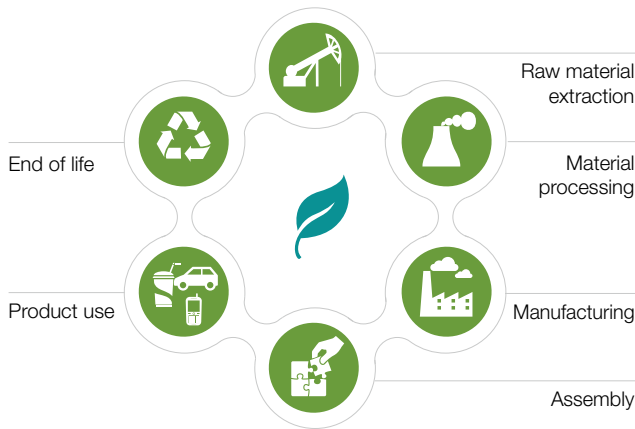 Raw material
extraction
End of life
Material
processing
Product use
Manufacturing
Assembly